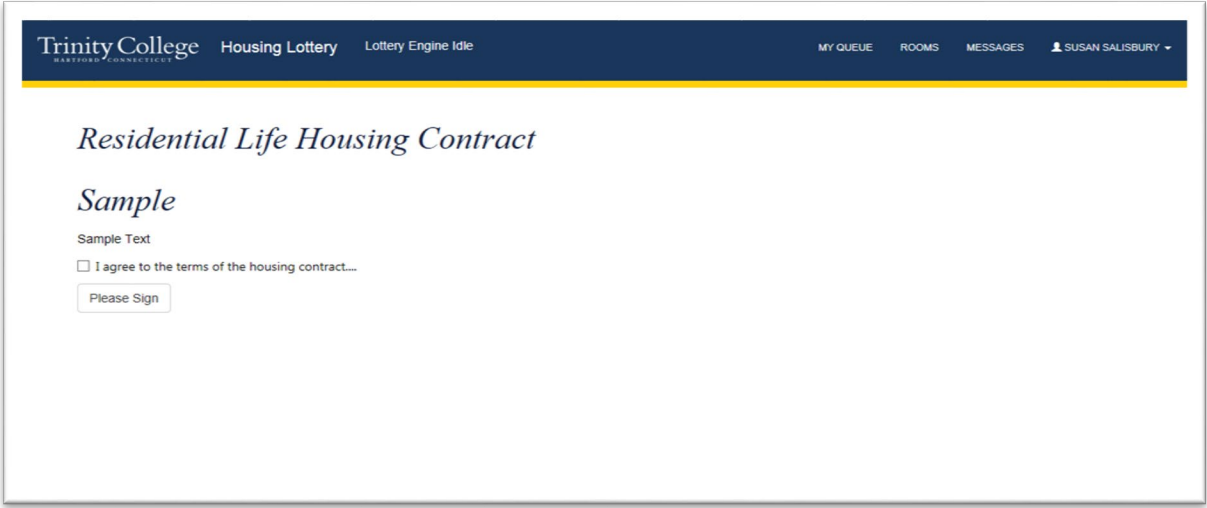 Trinity College Housing Lottery Lottery Engine Idle MY QUEUE ROOMS MESSAGES SUSAN SALISBURY
HARTFORD CONNECTICUT
Residential Life Housing Contract
Sample
Sample Text
I agree to the terms of the housing contract....
Please Sign